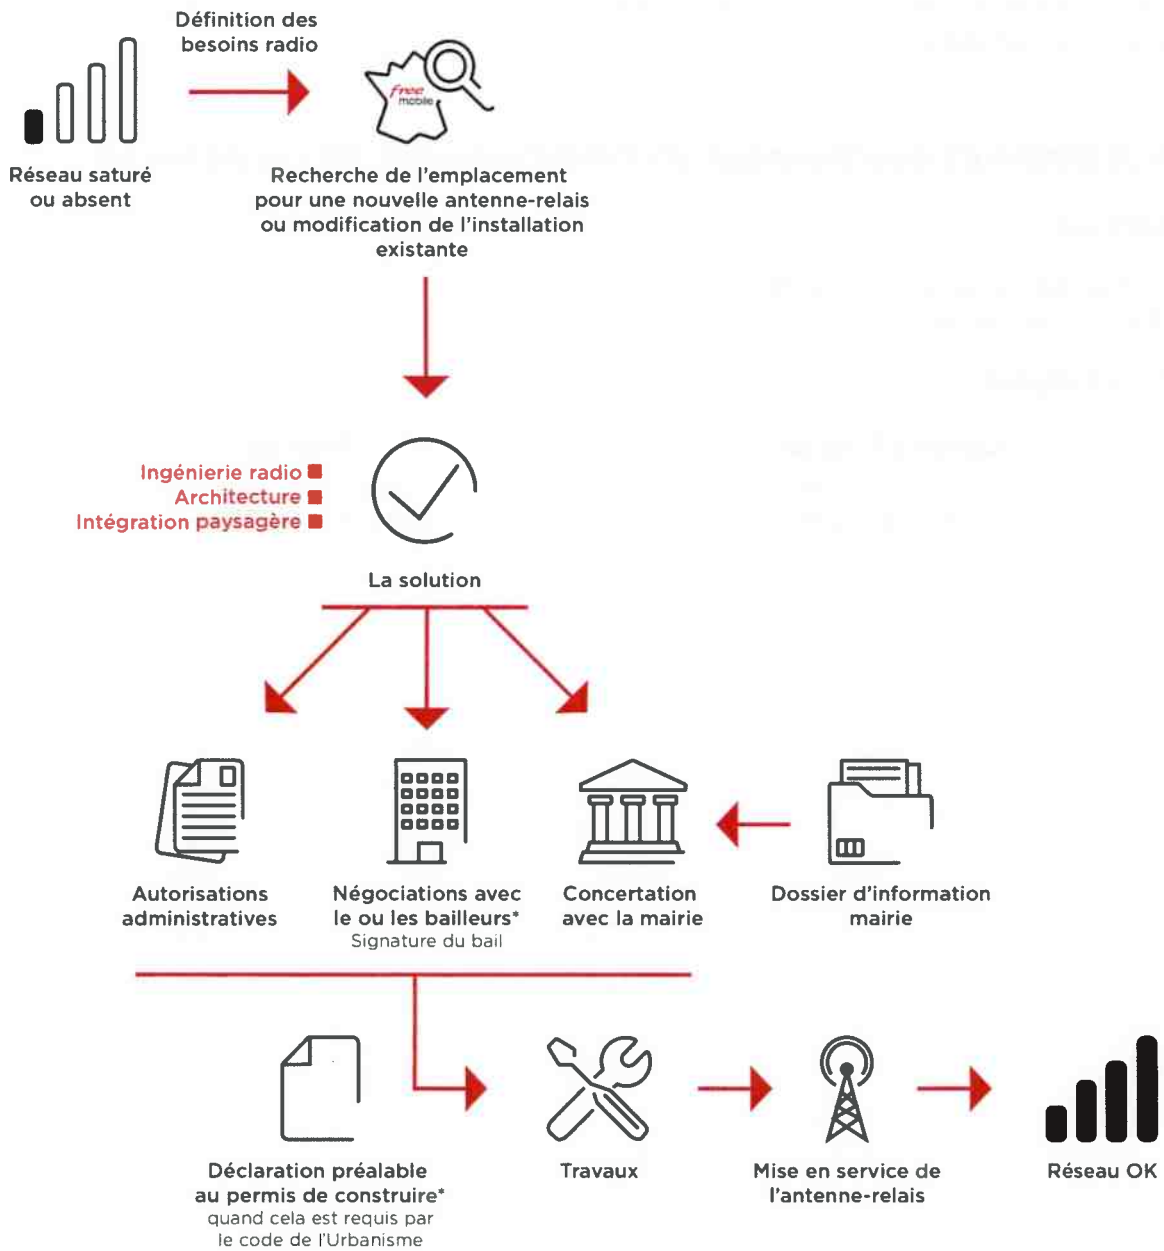 Définition des
besoins radio
free
mobile
Réseau saturé
ou absent
Recherche de l'emplacement
pour une nouvelle antenne-relais
ou modification de l'installation
existante
Ingénierie radio
Architecture
Intégration paysagère
La solution
Autorisations
administratives
Négociations avec
le ou les bailleurs*
Signature du bail
Concertation
avec la mairie
Dossier d'information
mairie
Déclaration préalable
au permis de construire*
quand cela est requis par
le code de l'Urbanisme
Travaux
Mise en service de
l'antenne-relais
Réseau OK